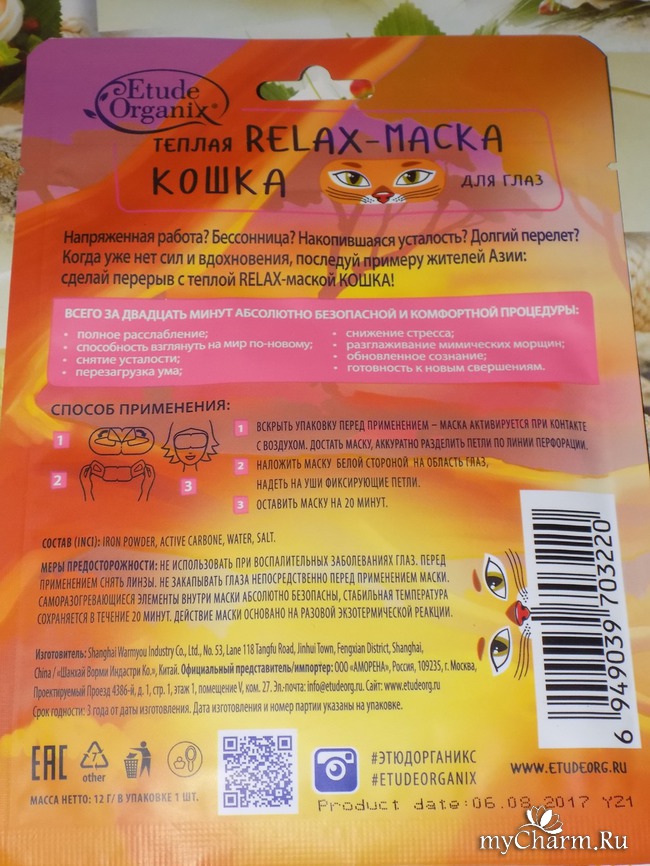 Etude
Organix®
ТЕПЛАЯ RELAX-МАСКА
КОШКА ДЛЯ ГЛАЗ
Напряженная работа? Бессонница? Накопившаяся усталость? Долгий перелет?
Когда уже нет сил и вдохновения, последуй примеру жителей Азии:
сделай перерыв с теплой RELAX-маской КОШКА!
ВСЕГО ЗА ДВАДЦАТЬ МИНУТ АБСОЛЮТНО БЕЗОПАСНОЙ И КОМФОРТНОЙ ПРОЦЕДУРЫ:
• полное расслабление;
• способность взглянуть на мир по-новому;
• снятие усталости;
• перезагрузка ума;
• снижение стресса;
• разглаживание мимических морщин;
• обновленное сознание;
• готовность к новым свершениям.
СПОСОБ ПРИМЕНЕНИЯ:
1
2
3
1 ВСКРЫТЬ УПАКОВКУ ПЕРЕД ПРИМЕНЕНИЕМ – МАСКА АКТИВИРУЕТСЯ ПРИ КОНТАКТЕ
С ВОЗДУХОМ. ДОСТАТЬ МАСКУ, АККУРАТНО РАЗДЕЛИТЬ ПЕТЛИ ПО ЛИНИИ ПЕРФОРАЦИИ.
2 НАЛОЖИТЬ МАСКУ БЕЛОЙ СТОРОНОЙ НА ОБЛАСТЬ ГЛАЗ,
НАДЕТЬ НА УШИ ФИКСИРУЮЩИЕ ПЕТЛИ.
3 ОСТАВИТЬ МАСКУ НА 20 МИНУТ.
СОСТАВ (INCI): IRON POWDER, ACTIVE CARBONE, WATER, SALT.
МЕРЫ ПРЕДОСТОРОЖНОСТИ: НЕ ИСПОЛЬЗОВАТЬ ПРИ ВОСПАЛИТЕЛЬНЫХ ЗАБОЛЕВАНИЯХ ГЛАЗ. ПЕРЕД
ПРИМЕНЕНИЕМ СНЯТЬ ЛИНЗЫ. НЕ ЗАКАПЫВАТЬ ГЛАЗА НЕПОСРЕДСТВЕННО ПЕРЕД ПРИМЕНЕНИЕМ МАСКИ.
САМОРАЗОГРЕВАЮЩИЕСЯ ЭЛЕМЕНТЫ ВНУТРИ МАСКИ АБСОЛЮТНО БЕЗОПАСНЫ, СТАБИЛЬНАЯ ТЕМПЕРАТУРА
СОХРАНЯЕТСЯ В ТЕЧЕНИЕ 20 МИНУТ. ДЕЙСТВИЕ МАСКИ ОСНОВАНО НА РАЗОВОЙ ЭКЗОТЕРМИЧЕСКОЙ РЕАКЦИИ.
Изготовитель: Shanghai Warmyou Industry Co., Ltd., No. 53, Lane 118 Tangfu Road, Jinhui Town, Fengxian District, Shanghai,
China / «Шанхай Ворми Индастри Ко.», Китай. Официальный представитель/импортер: ООО «АМОРЕНА», Россия, 109235, г. Москва,
Проектируемый Проезд 4386-й, д. 1, стр. 1, этаж 1, помещение V, ком. 27. Эл.почта: info@etudeorg.ru. Сайт: www.etudeorg.ru
Срок годности: 3 года от даты изготовления. Дата изготовления и номер партии указаны на упаковке.
6 949039 703220
EAC
7
other
МАССА НЕТТО: 12 Г/ В УПАКОВКЕ 1 ШТ.
#ЭТЮДОРГАНИКС
#ETUDEORGANIX
WWW.ETUDEORG.RU
Product date:06.08.2017 YZ1
myCharm.Ru